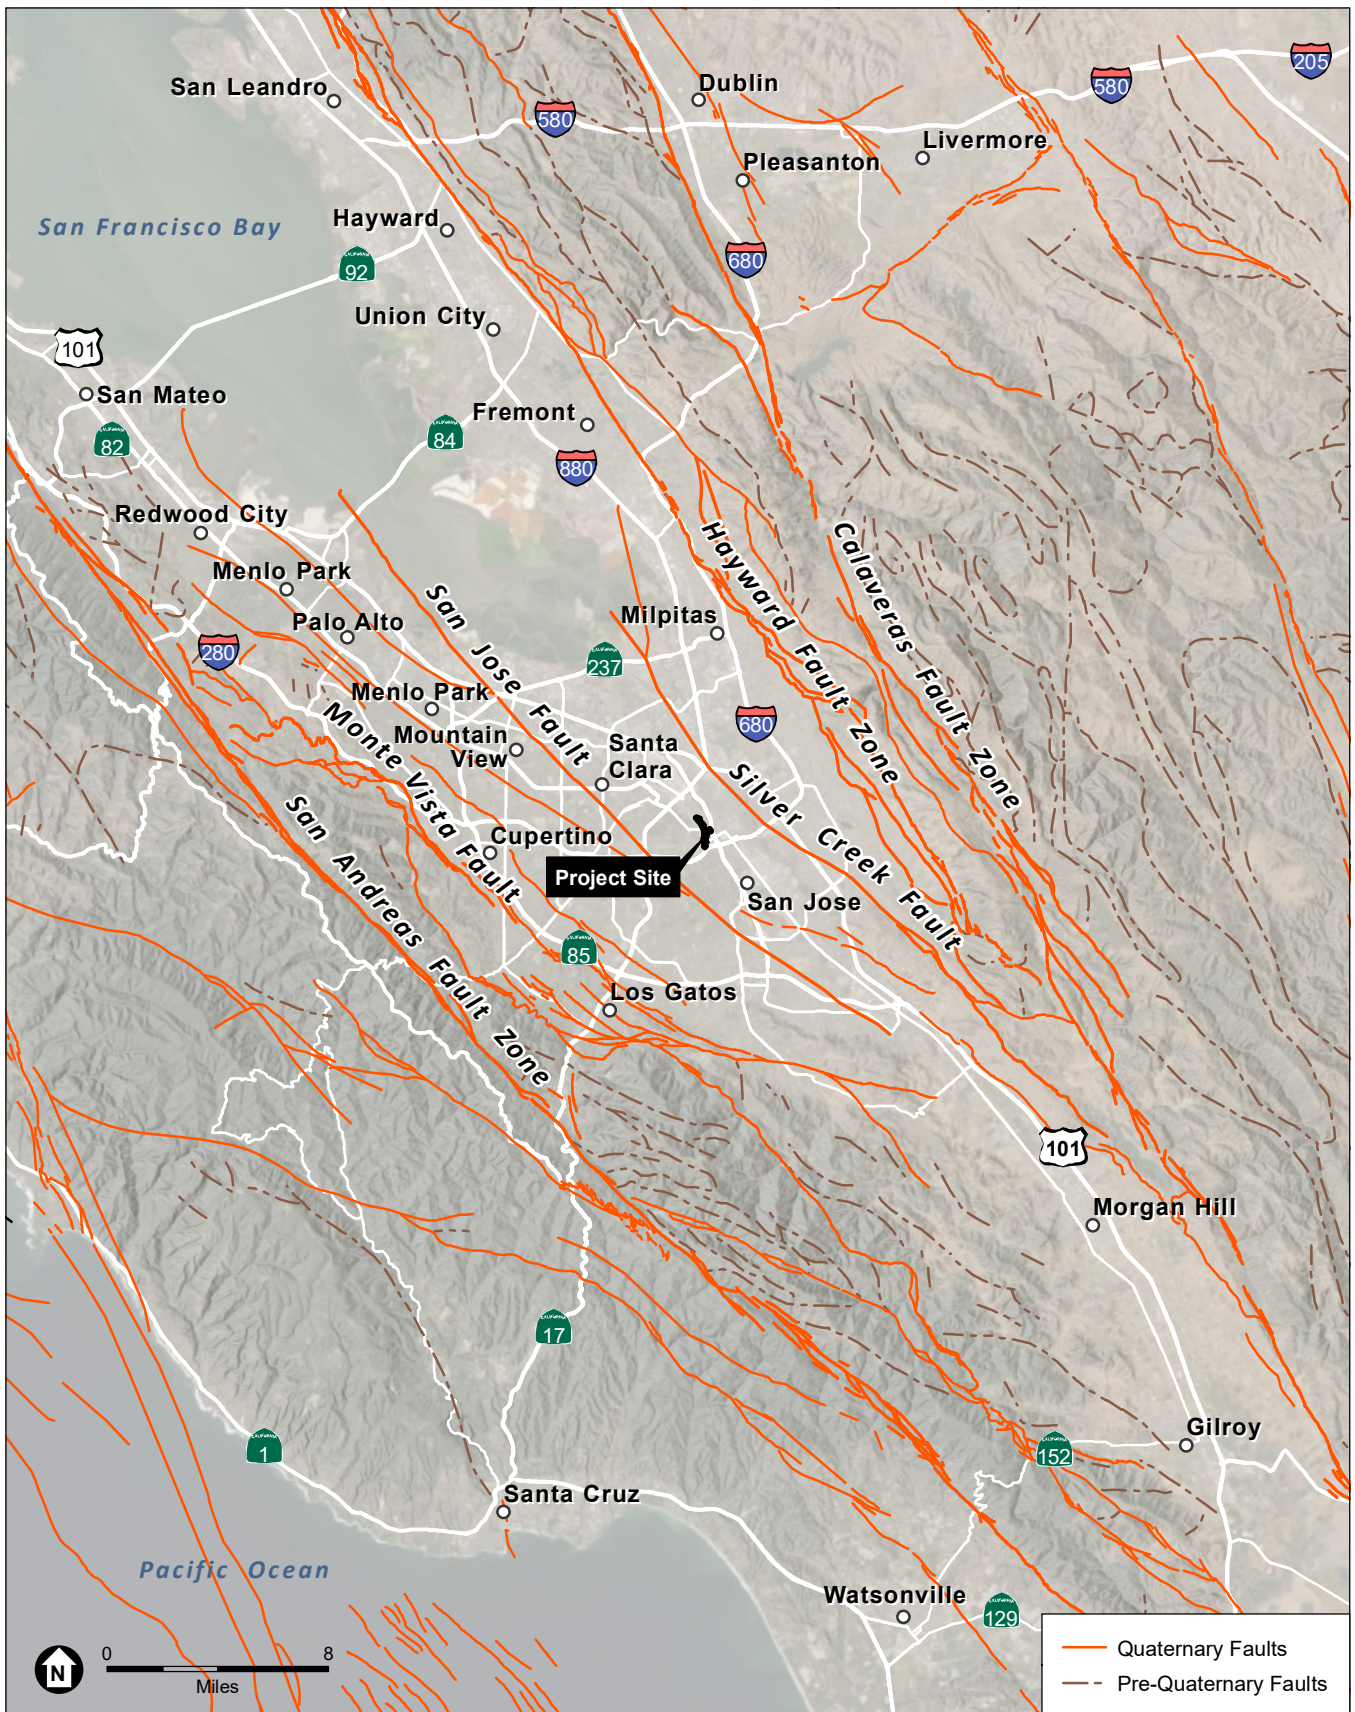 San Leandro
Dublin
580
580
205
Livermore
Pleasanton
San Francisco Bay
Hayward
92
680
Union City
101
San Mateo
82
84
Fremont
880
Redwood City
Menlo Park
Palo Alto
280
San Jose Fault
Milpitas
237
Hayward Fault Zone
Calaveras Fault Zone
Menlo Park
Mountain
View
Monte Vista Fault
Santa
Clara
680
Silver Creek Fault
San Andreas Fault Zone
Cupertino
Project Site
San Jose
85
Los Gatos
101
Morgan Hill
17
1
Gilroy
152
Santa Cruz
Pacific Ocean
Watsonville
129
N
0
8
Miles
Quaternary Faults
Pre-Quaternary Faults